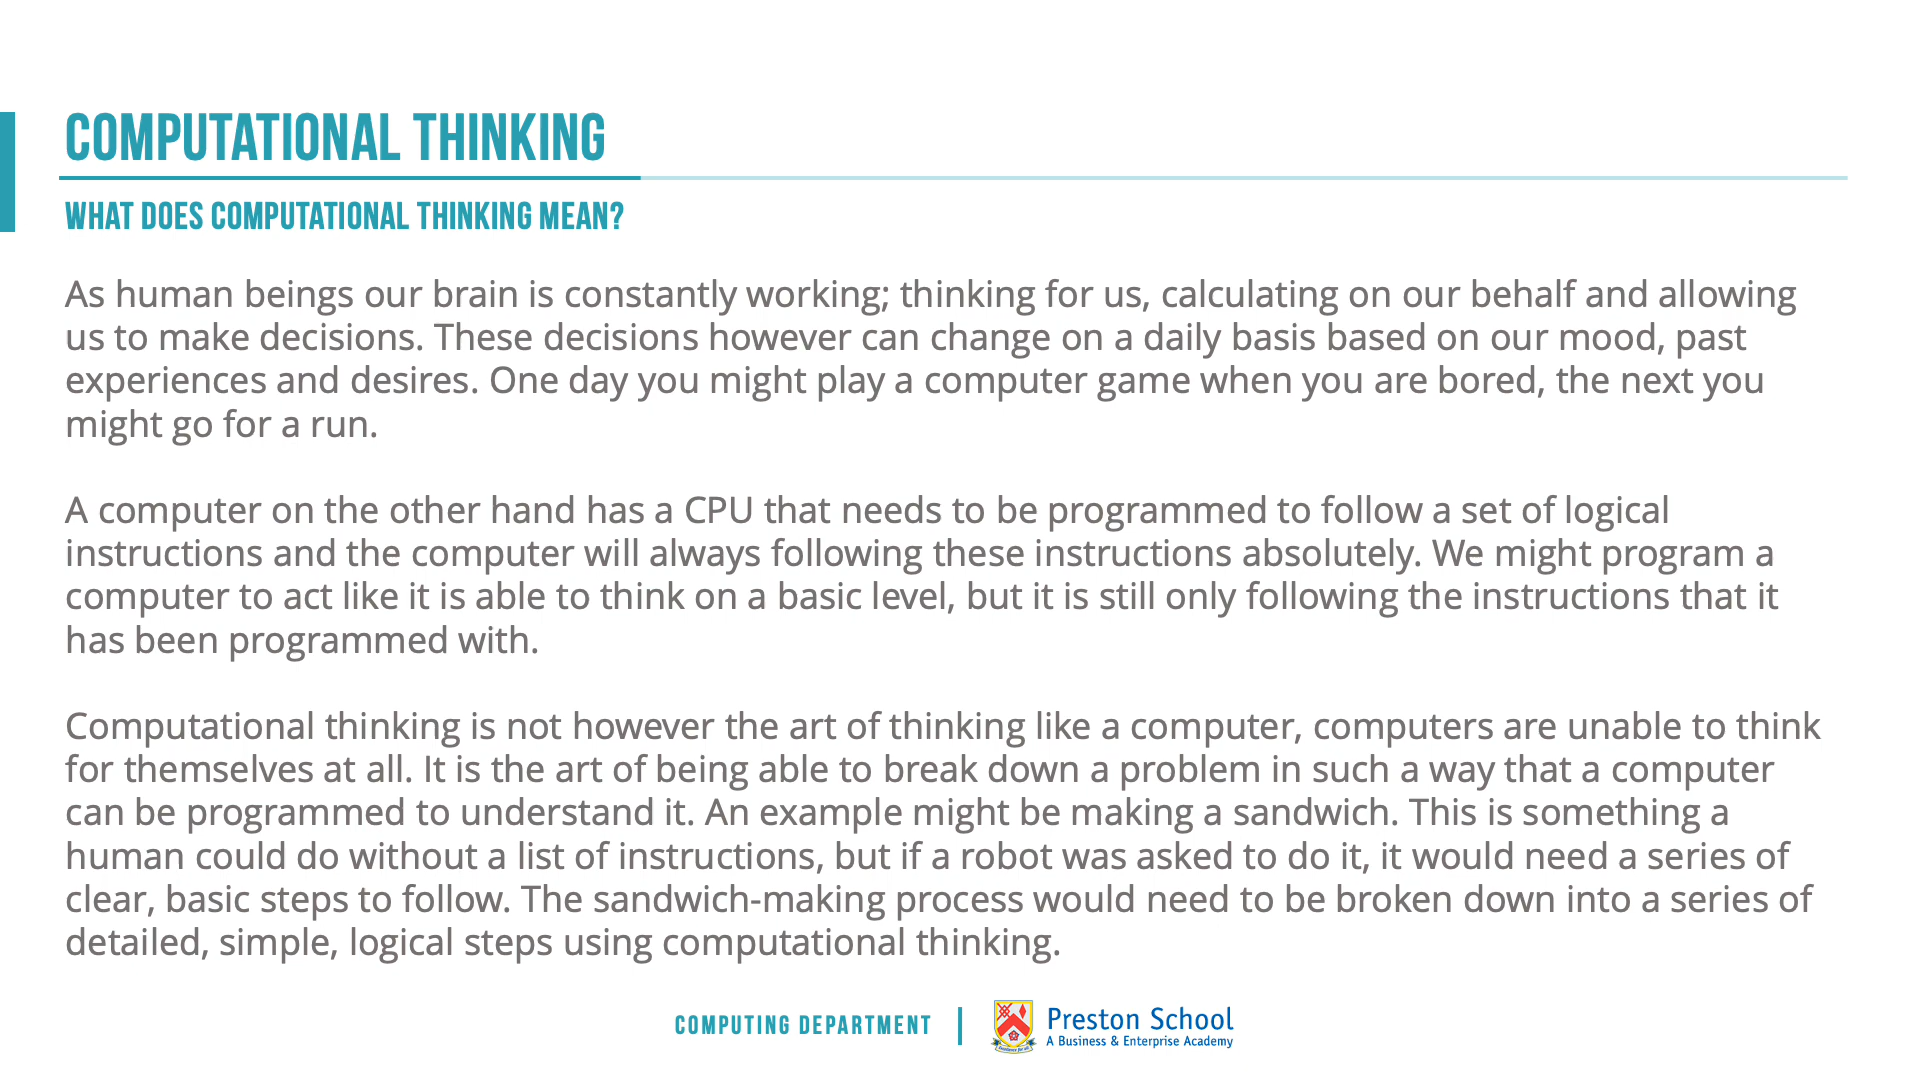 COMPUTATIONAL THINKING
WHAT DOES COMPUTATIONAL THINKING MEAN?
As human beings our brain is constantly working; thinking for us, calculating on our behalf and allowing
us to make decisions. These decisions however can change on a daily basis based on our mood, past
experiences and desires. One day you might play a computer game when you are bored, the next you
might go for a run.
A computer on the other hand has a CPU that needs to be programmed to follow a set of logical
instructions and the computer will always following these instructions absolutely. We might program a
computer to act like it is able to think on a basic level, but it is still only following the instructions that it
has been programmed with.
Computational thinking is not however the art of thinking like a computer, computers are unable to think
for themselves at all. It is the art of being able to break down a problem in such a way that a computer
can be programmed to understand it. An example might be making a sandwich. This is something a
human could do without a list of instructions, but if a robot was asked to do it, it would need a series of
clear, basic steps to follow. The sandwich-making process would need to be broken down into a series of
detailed, simple, logical steps using computational thinking.
COMPUTING DEPARTMENT
Preston School
A Business & Enterprise Academy